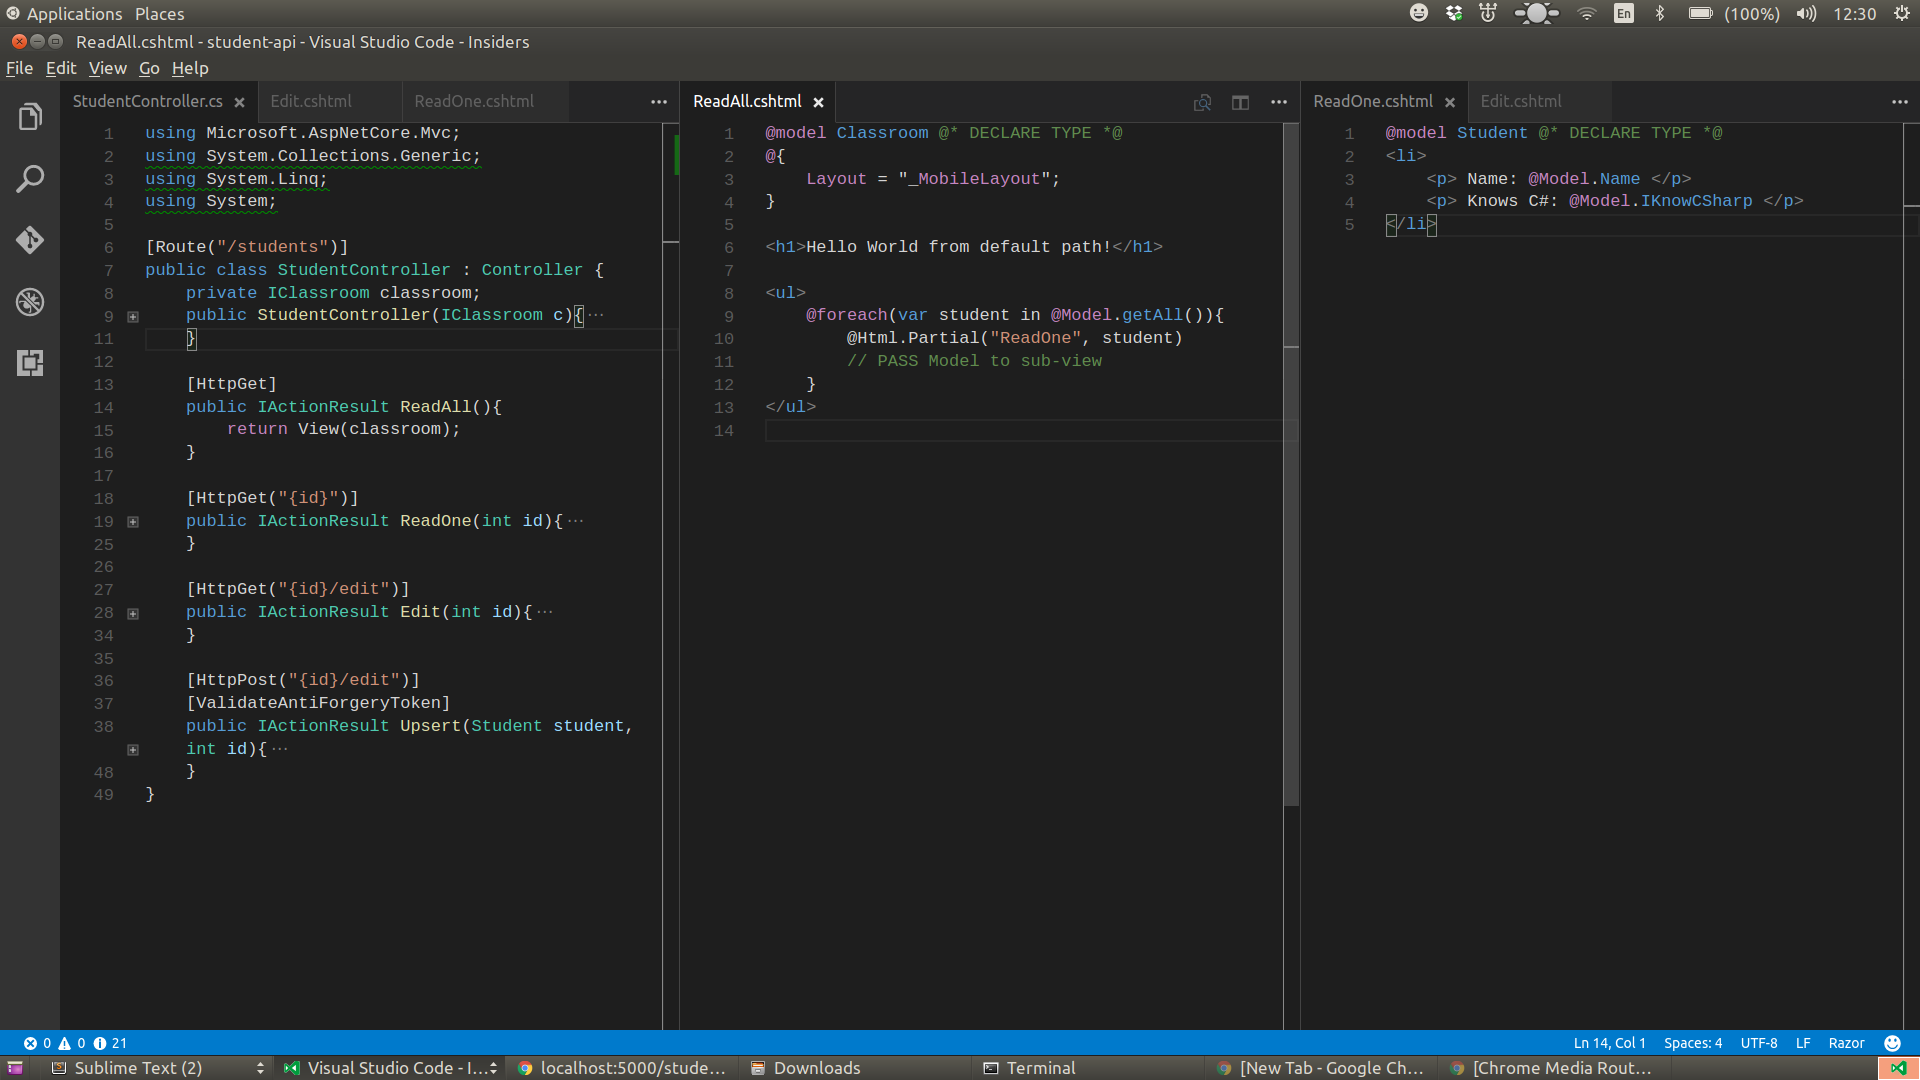 Applications Places En (100%) 12:30
ReadAll.cshtml - student-api - Visual Studio Code - Insiders
File Edit View Go Help
StudentController.cs Edit.cshtml ReadOne.cshtml
1 using Microsoft.AspNetCore.Mvc;
2 using System.Collections.Generic;
3 using System.Linq;
4 using System;
5
6 [Route("/students")]
7 public class StudentController : Controller {
8 private IClassroom classroom;
9 public StudentController(IClassroom c){···
11 }
12
13 [HttpGet]
14 public IActionResult ReadAll(){
15 return View(classroom);
16 }
17
18 [HttpGet("{id}")]
19 public IActionResult ReadOne(int id){···
25 }
26
27 [HttpGet("{id}/edit")]
28 public IActionResult Edit(int id){···
34 }
35
36 [HttpPost("{id}/edit")]
37 [ValidateAntiForgeryToken]
38 public IActionResult Upsert(Student student,
int id){···
48 }
49 }
ReadAll.cshtml
1 @model Classroom @* DECLARE TYPE *@
2 @{
3 Layout = "_MobileLayout";
4 }
5
6 <h1>Hello World from default path!</h1>
7
8 <ul>
9 @foreach(var student in @Model.getAll()){
10 @Html.Partial("ReadOne", student)
11 // PASS Model to sub-view
12 }
13 </ul>
14
ReadOne.cshtml Edit.cshtml
1 @model Student @* DECLARE TYPE *@
2 <li>
3 <p> Name: @Model.Name </p>
4 <p> Knows C#: @Model.IKnowCSharp </p>
5 </li>
0 0 21 Ln 14, Col 1 Spaces: 4 UTF-8 LF Razor
Sublime Text (2) Visual Studio Code - I... localhost:5000/stude... Downloads Terminal [New Tab - Google Ch... [Chrome Media Rout...